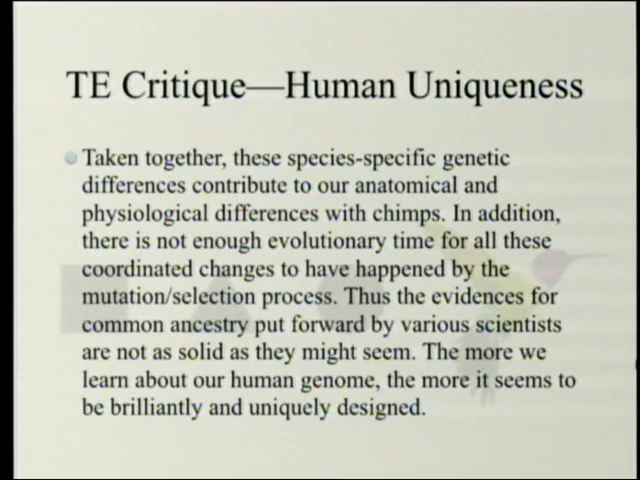 TE Critique—Human Uniqueness
Taken together, these species-specific genetic
differences contribute to our anatomical and
physiological differences with chimps. In addition,
there is not enough evolutionary time for all these
coordinated changes to have happened by the
mutation/selection process. Thus the evidences for
common ancestry put forward by various scientists
are not as solid as they might seem. The more we
learn about our human genome, the more it seems to
be brilliantly and uniquely designed.